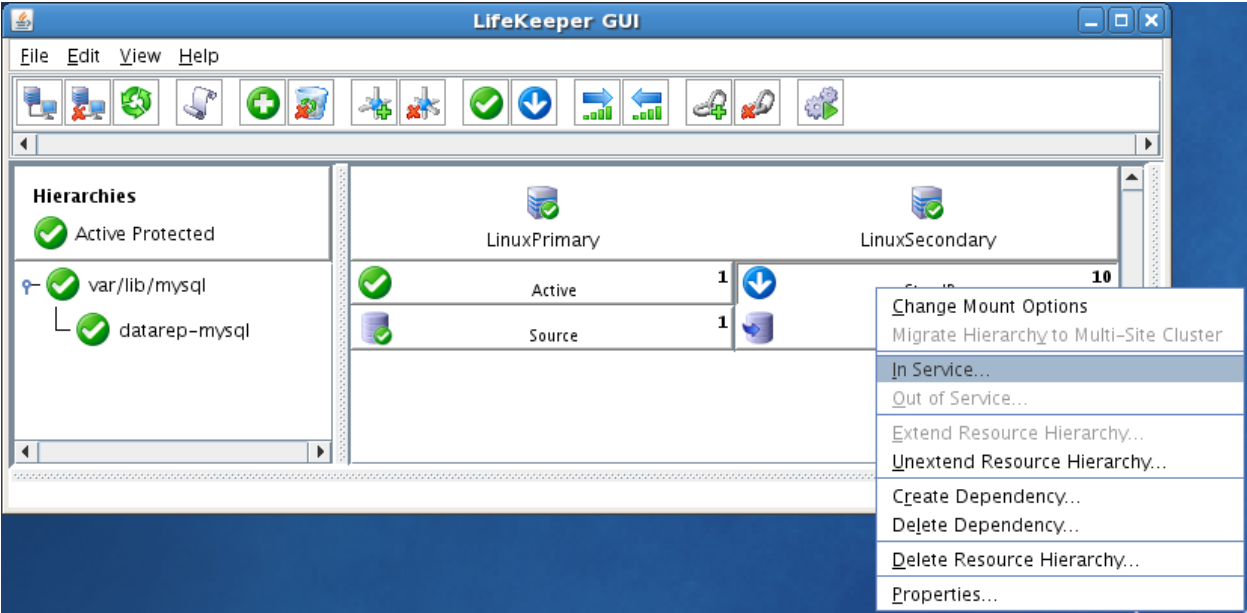 LifeKeeper GUI
File Edit View Help
Hierarchies
Active Protected
LinuxPrimary
LinuxSecondary
var/lib/mysql
Active
1
10
datarep-mysql
Source
1
Change Mount Options
Migrate Hierarchy to Multi-Site Cluster
In Service...
Out of Service...
Extend Resource Hierarchy...
Unextend Resource Hierarchy...
Create Dependency...
Delete Dependency...
Delete Resource Hierarchy...
Properties...